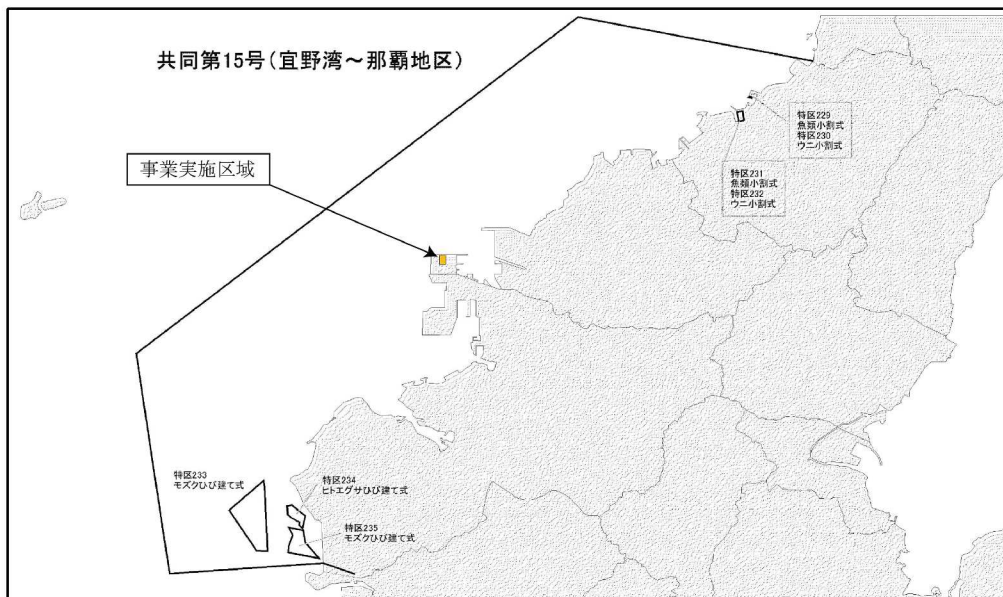 共同第15号(宜野湾～那覇地区)
事業実施区域
特区229
魚類小割式
特区230
ウニ小割式
特区231
魚類小割式
特区232
ウニ小割式
特区233
モズクひび建て式
特区234
ヒトエグサひび建て式
特区235
モズクひび建て式